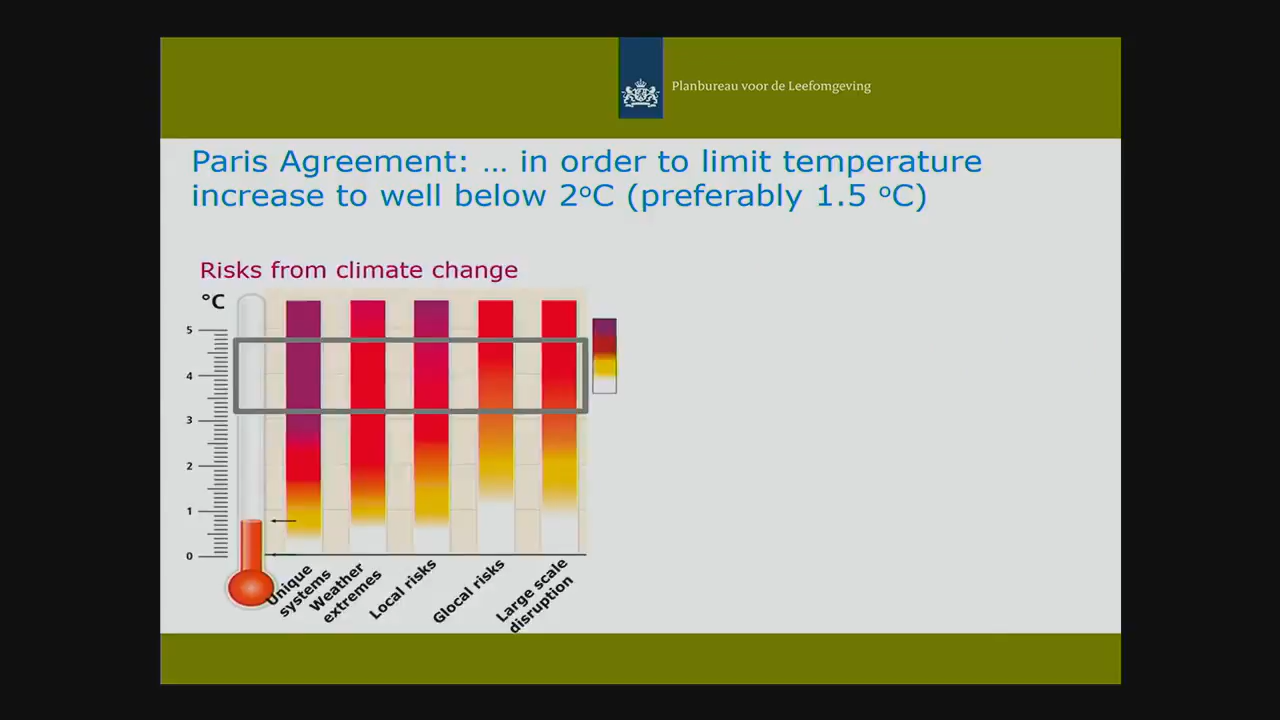 Planbureau voor de Leefomgeving
Paris Agreement: ... in order to limit temperature
increase to well below 2°C (preferably 1.5 °C)
Risks from climate change
°C
5
4
3
2
1
0
Unique
systems
Weather
extremes
Local risks
Glocal risks
Large scale
disruption